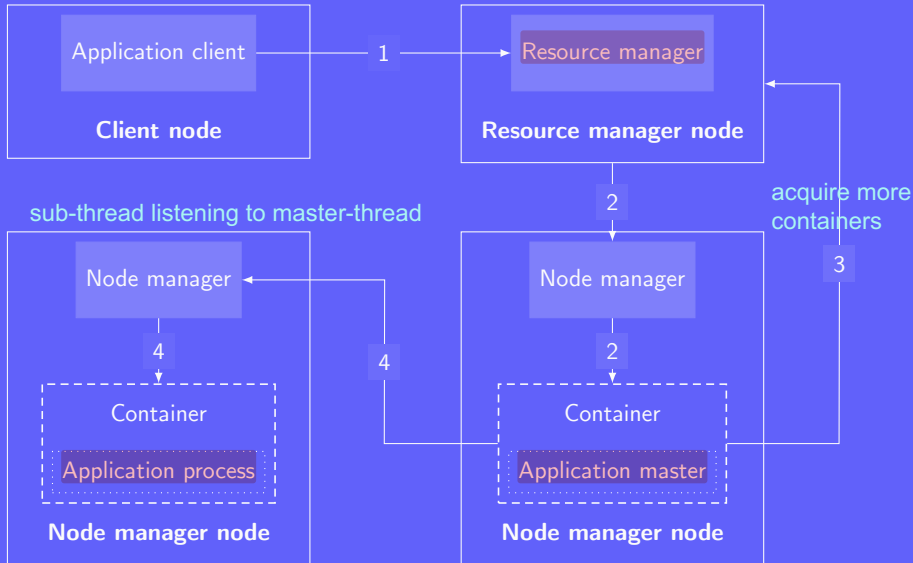 Application client
1
Resource manager
Client node
Resource manager node
2
acquire more
containers
sub-thread listening to master-thread
3
Node manager
Node manager
4
2
4
Container
Container
Application process
Application master
Node manager node
Node manager node